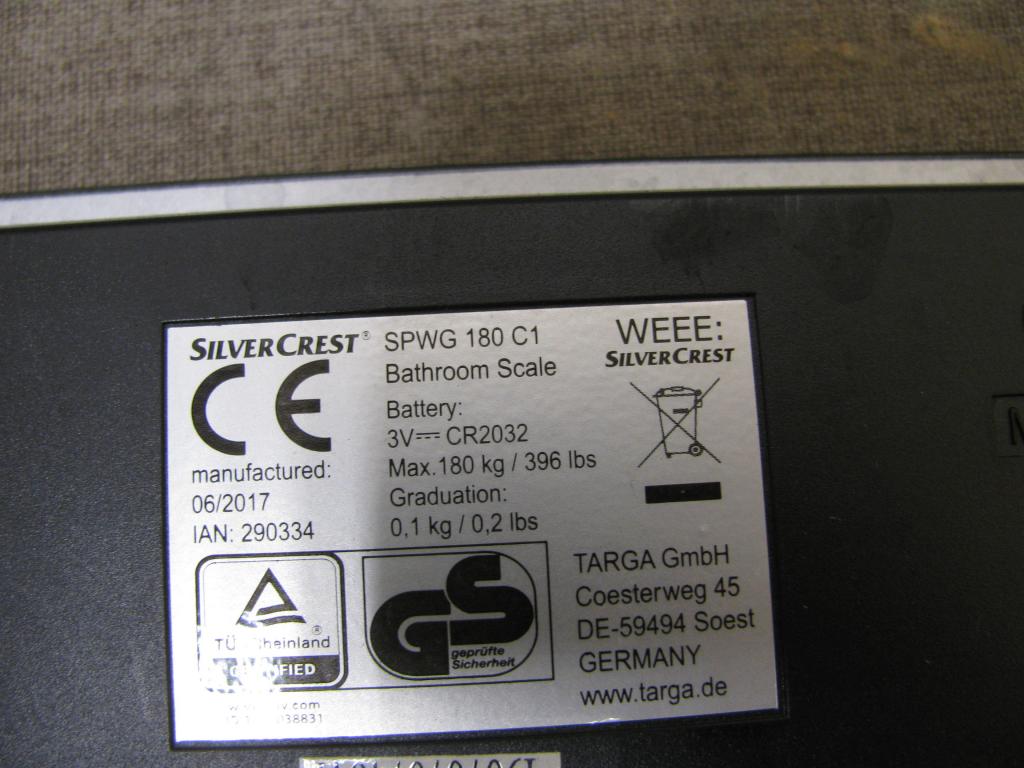 SILVERCREST® SPWG 180 C1
Bathroom Scale
CE
Battery:
3V⎓ CR2032
Max.180 kg / 396 lbs
Graduation:
0,1 kg / 0,2 lbs
manufactured:
06/2017
IAN: 290334
WEEE:
SILVERCREST
®
Rheinland
GS
geprüfte
Sicherheit
TARGA GmbH
Coesterweg 45
DE-59494 Soest
GERMANY
www.targa.de